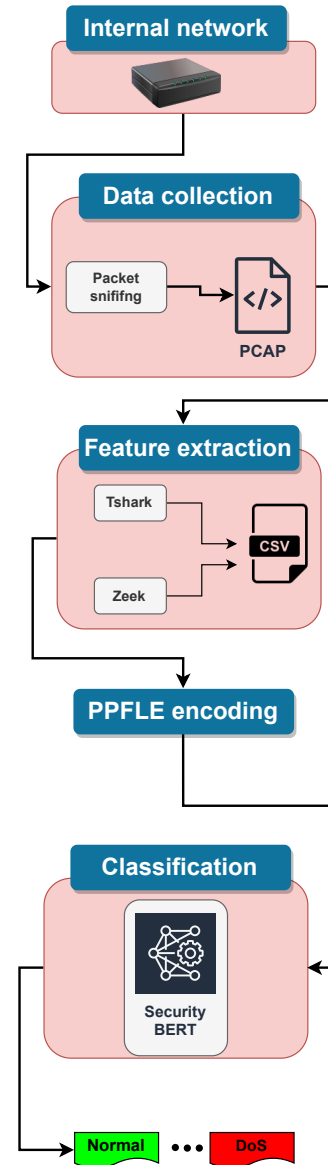 Internal network
Data collection
Packet
snififng
</>
PCAP
Feature extraction
Tshark
CSV
Zeek
PPFLE encoding
Classification
Security
BERT
Normal ••• DoS